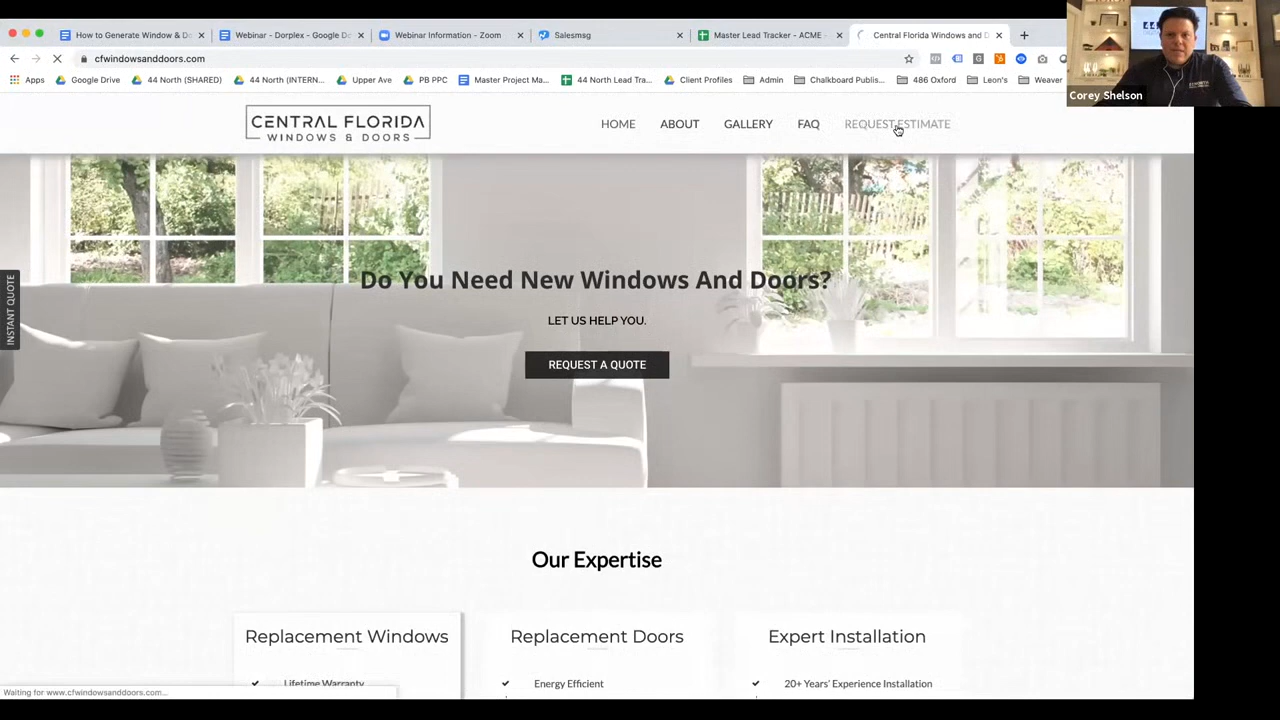 How to Generate Window & Do
Webinar - Dorplex - Google Do
Webinar Information - Zoom
Salesmsg
Master Lead Tracker - ACME
Central Florida Windows and D
cfwindowsanddoors.com
Apps
Google Drive
44 North (SHARED)
44 North (INTERN...
Upper Ave
PB PPC
Master Project Ma...
44 North Lead Tra...
Client Profiles
Admin
Chalkboard Publis...
486 Oxford
Leon's
Weaver
Corey Shelson
CENTRAL FLORIDA
WINDOWS & DOORS
HOME
ABOUT
GALLERY
FAQ
REQUEST ESTIMATE
INSTANT QUOTE
Do You Need New Windows And Doors?
LET US HELP YOU.
REQUEST A QUOTE
Our Expertise
Replacement Windows
Replacement Doors
Expert Installation
Lifetime Warranty
Energy Efficient
20+ Years' Experience Installation
Waiting for www.cfwindowsanddoors.com...